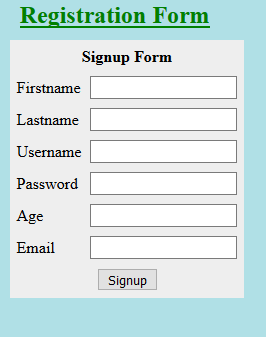 Registration Form
Signup Form
Firstname
Lastname
Username
Password
Age
Email
Signup